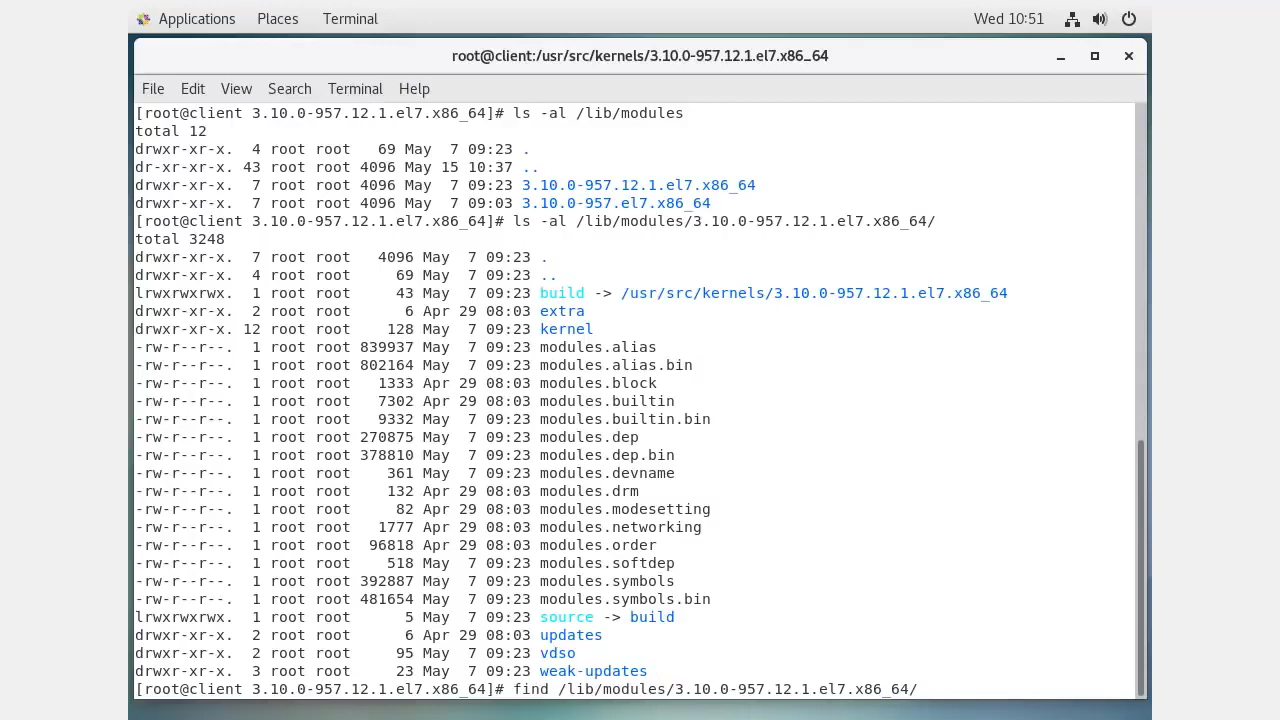 Applications Places Terminal Wed 10:51
root@client:/usr/src/kernels/3.10.0-957.12.1.el7.x86_64
File Edit View Search Terminal Help
[root@client 3.10.0-957.12.1.el7.x86_64]# ls -al /lib/modules
total 12
drwxr-xr-x.  4 root root   69 May  7 09:23 .
dr-xr-xr-x. 43 root root 4096 May 15 10:37 ..
drwxr-xr-x.  7 root root 4096 May  7 09:23 3.10.0-957.12.1.el7.x86_64
drwxr-xr-x.  7 root root 4096 May  7 09:03 3.10.0-957.el7.x86_64
[root@client 3.10.0-957.12.1.el7.x86_64]# ls -al /lib/modules/3.10.0-957.12.1.el7.x86_64/
total 3248
drwxr-xr-x.  7 root root   4096 May  7 09:23 .
drwxr-xr-x.  4 root root     69 May  7 09:23 ..
lrwxrwxrwx.  1 root root     43 May  7 09:23 build -> /usr/src/kernels/3.10.0-957.12.1.el7.x86_64
drwxr-xr-x.  2 root root      6 Apr 29 08:03 extra
drwxr-xr-x. 12 root root    128 May  7 09:23 kernel
-rw-r--r--.  1 root root 839937 May  7 09:23 modules.alias
-rw-r--r--.  1 root root 802164 May  7 09:23 modules.alias.bin
-rw-r--r--.  1 root root   1333 Apr 29 08:03 modules.block
-rw-r--r--.  1 root root   7302 Apr 29 08:03 modules.builtin
-rw-r--r--.  1 root root   9332 May  7 09:23 modules.builtin.bin
-rw-r--r--.  1 root root 270875 May  7 09:23 modules.dep
-rw-r--r--.  1 root root 378810 May  7 09:23 modules.dep.bin
-rw-r--r--.  1 root root    361 May  7 09:23 modules.devname
-rw-r--r--.  1 root root    132 Apr 29 08:03 modules.drm
-rw-r--r--.  1 root root     82 Apr 29 08:03 modules.modesetting
-rw-r--r--.  1 root root   1777 Apr 29 08:03 modules.networking
-rw-r--r--.  1 root root  96818 Apr 29 08:03 modules.order
-rw-r--r--.  1 root root    518 May  7 09:23 modules.softdep
-rw-r--r--.  1 root root 392887 May  7 09:23 modules.symbols
-rw-r--r--.  1 root root 481654 May  7 09:23 modules.symbols.bin
lrwxrwxrwx.  1 root root      5 May  7 09:23 source -> build
drwxr-xr-x.  2 root root      6 Apr 29 08:03 updates
drwxr-xr-x.  2 root root     95 May  7 09:23 vdso
drwxr-xr-x.  3 root root     23 May  7 09:23 weak-updates
[root@client 3.10.0-957.12.1.el7.x86_64]# find /lib/modules/3.10.0-957.12.1.el7.x86_64/